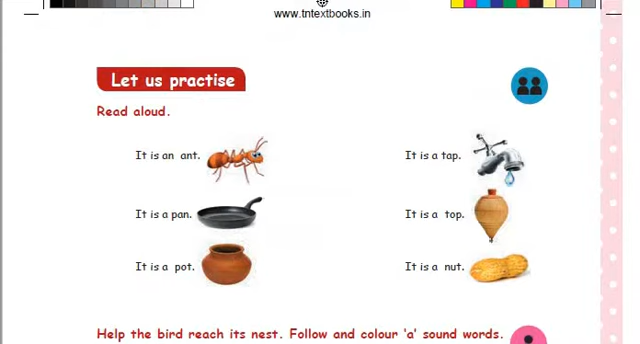 www.tntextbooks.in
Let us practise
Read aloud.
It is an ant.
It is a tap.
It is a pan.
It is a top.
It is a pot.
It is a nut.
Help the bird reach its nest. Follow and colour 'a' sound words.